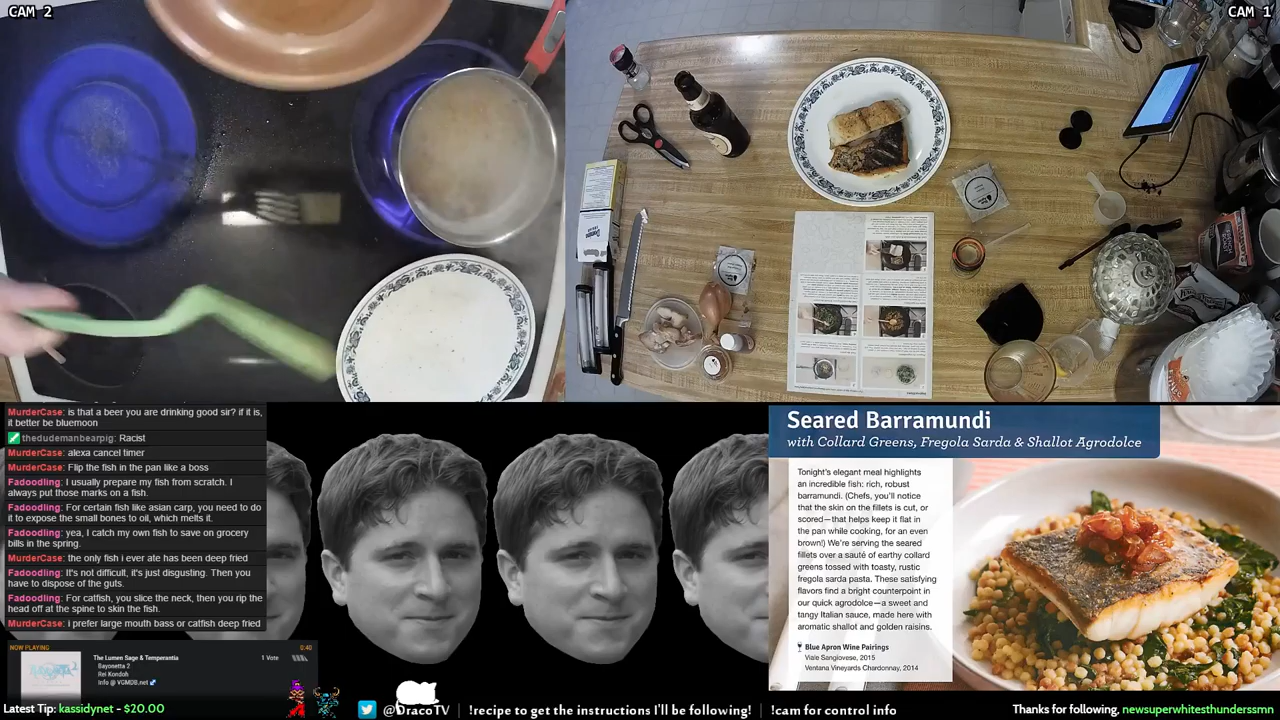 CAM 2
CAM 1
MurderCase: is that a beer you are drinking good sir? if it is,
it better be bluemoon
thedudemanbearpig: Racist
MurderCase: alexa cancel timer
MurderCase: Flip the fish in the pan like a boss
Fadoodling: I usually prepare my fish from scratch. I
always put those marks on a fish.
Fadoodling: For certain fish like asian carp, you need to do
it to expose the small bones to oil, which melts it.
Fadoodling: yea, I catch my own fish to save on grocery
bills in the spring.
MurderCase: the only fish i ever ate has been deep fried
Fadoodling: It's not difficult, it's just disgusting. Then you
have to dispose of the guts.
Fadoodling: For catfish, you slice the neck, then you rip the
head off at the spine to skin the fish.
MurderCase: i prefer large mouth bass or catfish deep fried
Seared Barramundi
with Collard Greens, Fregola Sarda & Shallot Agrodolce
Tonight's elegant meal highlights
an incredible fish: rich, robust
barramundi. (Chefs, you'll notice
that the skin on the fillets is cut, or
scored—that helps keep it flat in
the pan while cooking, for an even
brown!) We're serving the seared
fillets over a sauté of earthy collard
greens tossed with toasty, rustic
fregola sarda pasta. These satisfying
flavors find a bright counterpoint in
our quick agrodolce—a sweet and
tangy Italian sauce, made here with
aromatic shallot and golden raisins.
Blue Apron Wine Pairings
Viale Sangiovese, 2015
Ventana Vineyards Chardonnay, 2014
NOW PLAYING
0:40
The Lumen Sage & Temperantia
1 Vote
Bayonetta 2
Rei Kondoh
Info @ VGMDB.net
Latest Tip: kassidynet - $20.00
@DracoTV
!recipe to get the instructions I'll be following!
!cam for control info
Thanks for following, newsuperwhitesthunderssmn